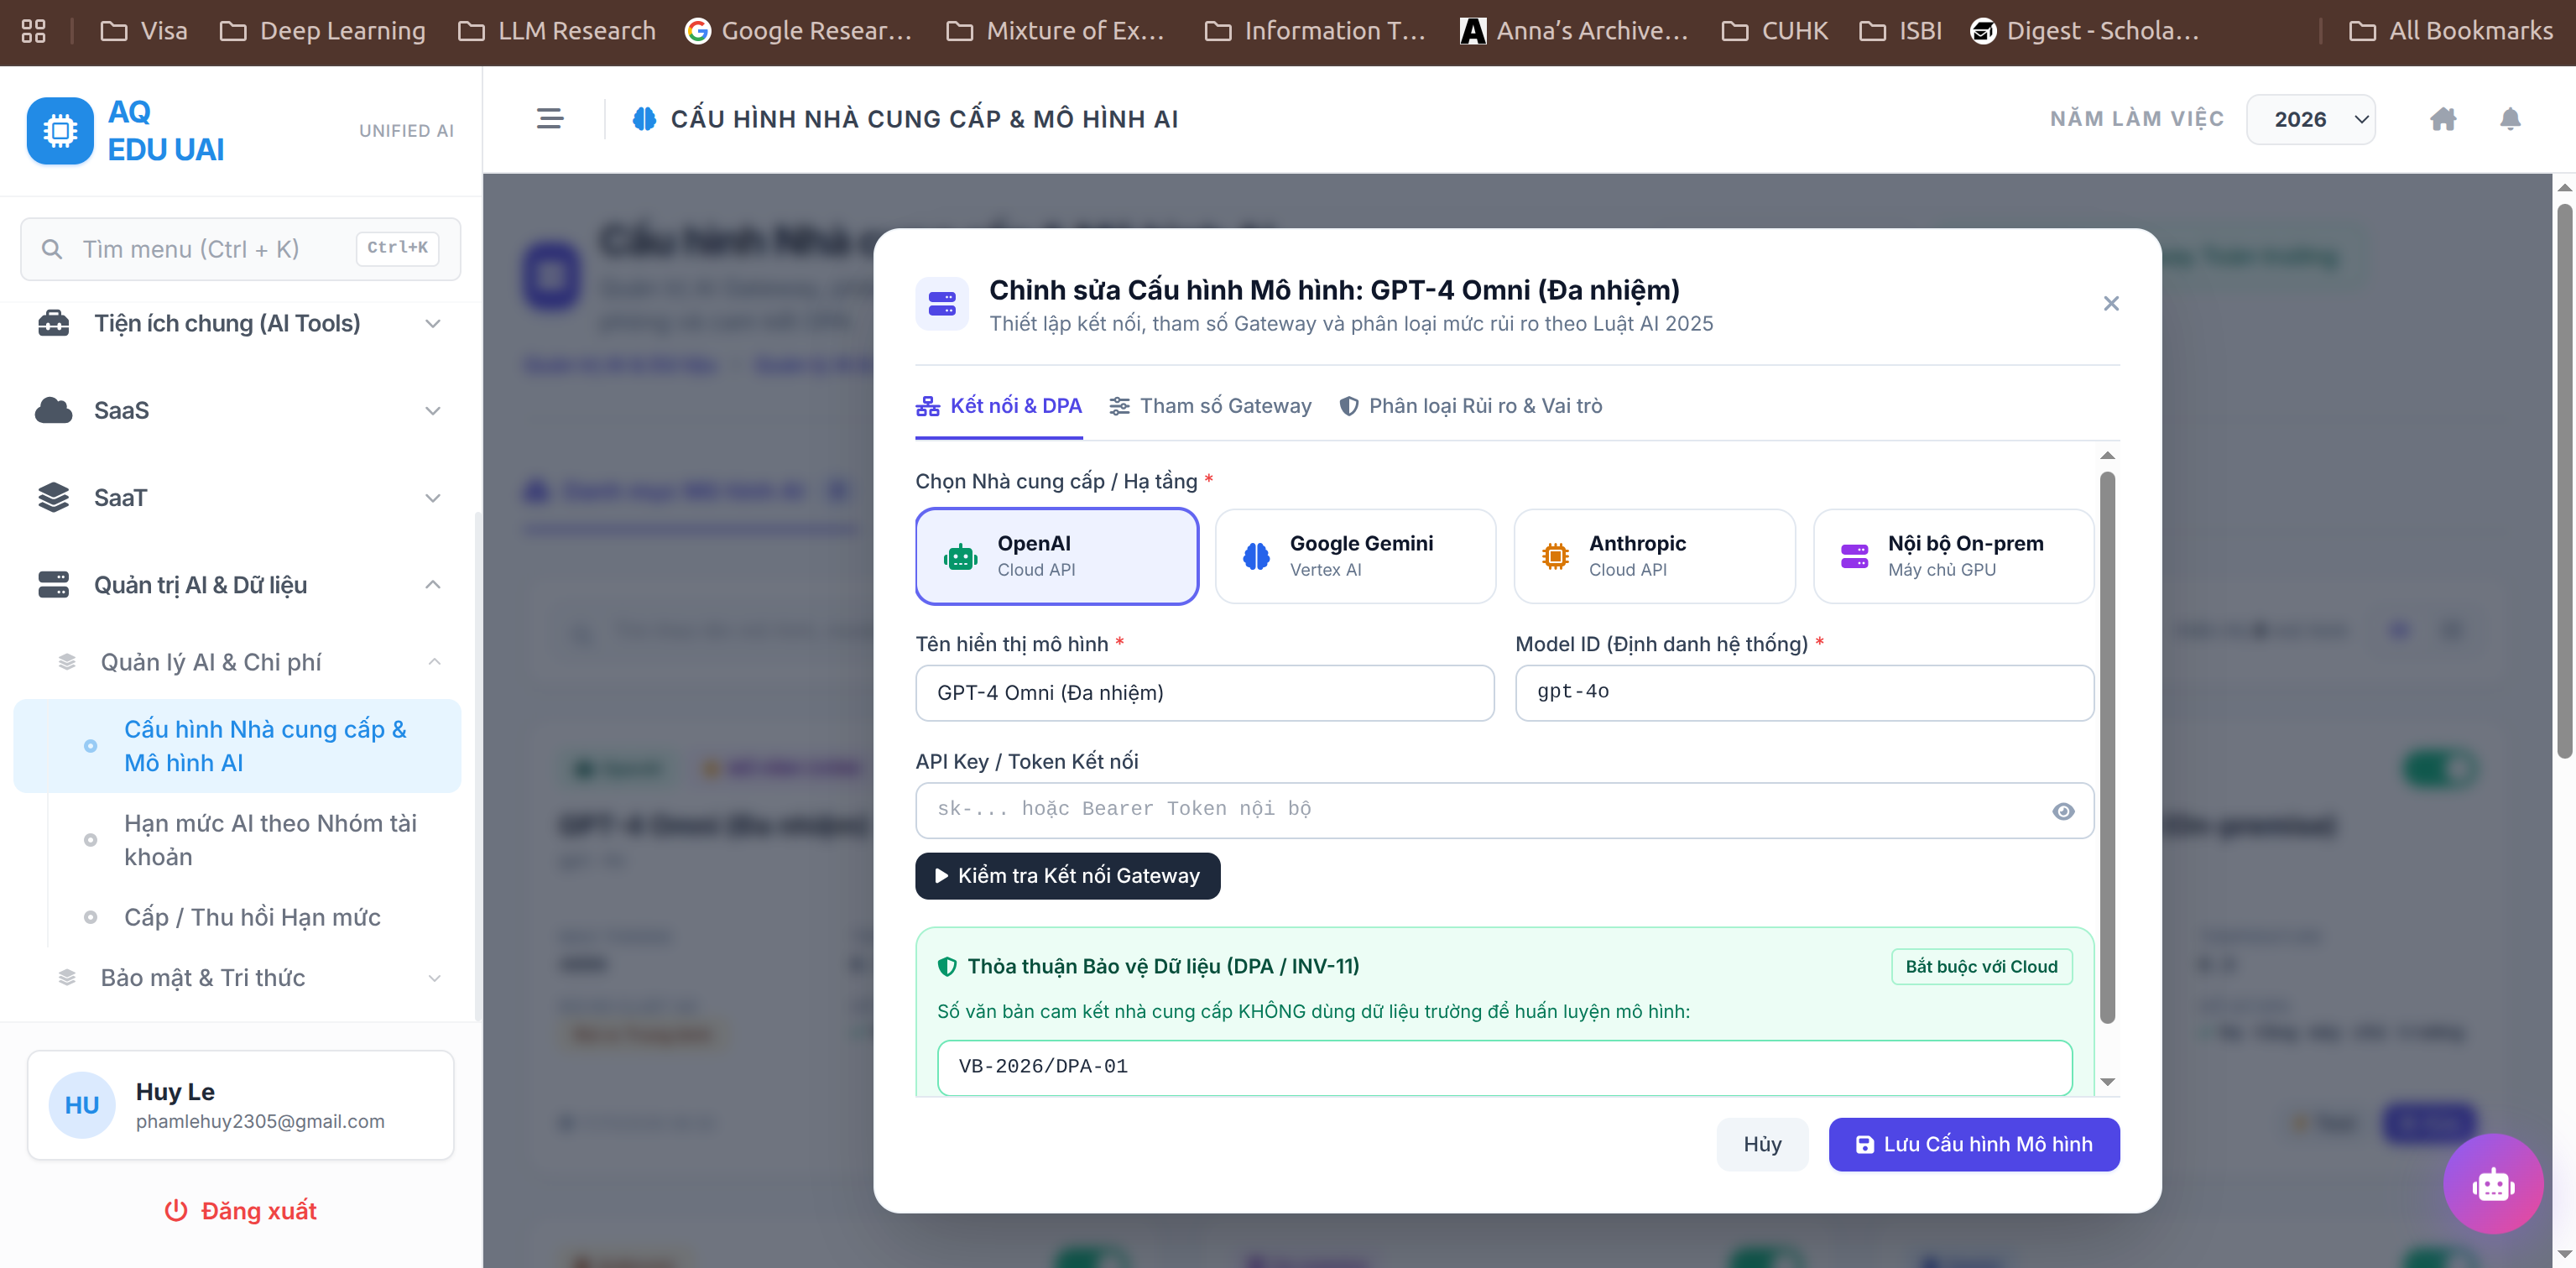 Visa
Deep Learning
LLM Research
Google Resear...
Mixture of Ex...
Information T...
Anna's Archive...
CUHK
ISBI
Digest - Schola...
All Bookmarks
AQ
EDU UAI
UNIFIED AI
CẤU HÌNH NHÀ CUNG CẤP & MÔ HÌNH AI
NĂM LÀM VIỆC
2026
Tìm menu (Ctrl + K)
Ctrl+K
Tiện ích chung (AI Tools)
SaaS
SaaT
Quản trị AI & Dữ liệu
Quản lý AI & Chi phí
Cấu hình Nhà cung cấp &
Mô hình AI
Hạn mức AI theo Nhóm tài
khoản
Cấp / Thu hồi Hạn mức
Bảo mật & Tri thức
HU
Huy Le
phamlehuy2305@gmail.com
Đăng xuất
Chỉnh sửa Cấu hình Mô hình: GPT-4 Omni (Đa nhiệm)
Thiết lập kết nối, tham số Gateway và phân loại mức rủi ro theo Luật AI 2025
Kết nối & DPA
Tham số Gateway
Phân loại Rủi ro & Vai trò
Chọn Nhà cung cấp / Hạ tầng *
OpenAI
Cloud API
Google Gemini
Vertex AI
Anthropic
Cloud API
Nội bộ On-prem
Máy chủ GPU
Tên hiển thị mô hình *
GPT-4 Omni (Đa nhiệm)
Model ID (Định danh hệ thống) *
gpt-4o
API Key / Token Kết nối
sk-... hoặc Bearer Token nội bộ
Kiểm tra Kết nối Gateway
Thỏa thuận Bảo vệ Dữ liệu (DPA / INV-11)
Bắt buộc với Cloud
Số văn bản cam kết nhà cung cấp KHÔNG dùng dữ liệu trường để huấn luyện mô hình:
VB-2026/DPA-01
Hủy
Lưu Cấu hình Mô hình